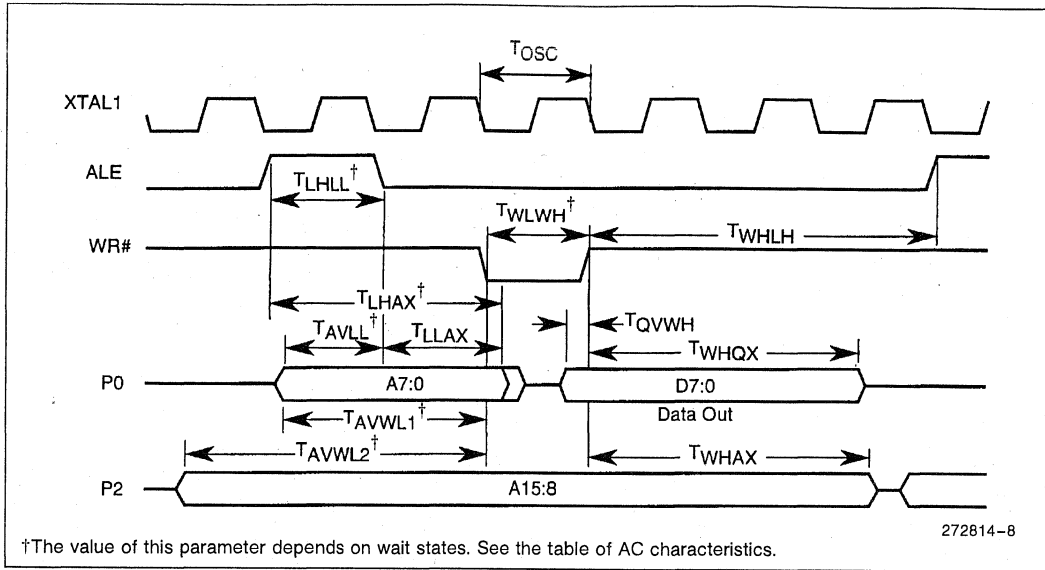 TOSC
XTAL1
ALE
TLHLL†
TWLWH†
TWHLH
WR#
TLHAX†
TAVLL†
TLLAX
TQVWH
TWHQX
P0
A7:0
D7:0
Data Out
TAVWL1†
TAVWL2†
TWHAX
P2
A15:8
272814-8
†The value of this parameter depends on wait states. See the table of AC characteristics.